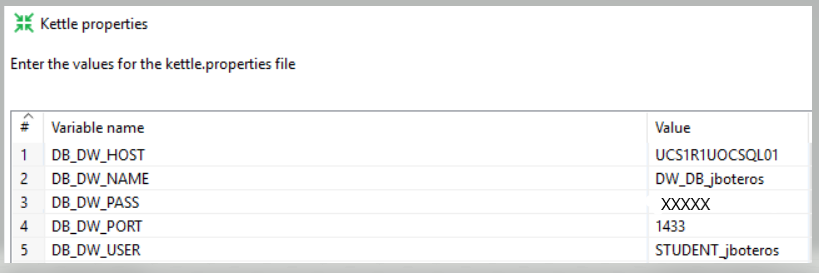 Kettle properties
Enter the values for the kettle.properties file
# Variable name Value
1 DB_DW_HOST UCS1R1UOCSQL01
2 DB_DW_NAME DW_DB_jboteros
3 DB_DW_PASS XXXXX
4 DB_DW_PORT 1433
5 DB_DW_USER STUDENT_jboteros